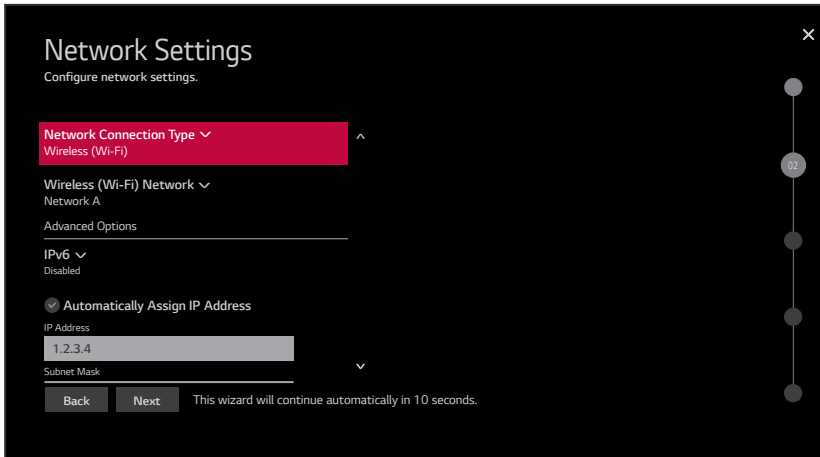 Network Settings
Configure network settings.
Network Connection Type
Wireless (Wi-Fi)
02
Wireless (Wi-Fi) Network
Network A
Advanced Options
IPv6
Disabled
Automatically Assign IP Address
IP Address
1.2.3.4
Subnet Mask
Back Next This wizard will continue automatically in 10 seconds.